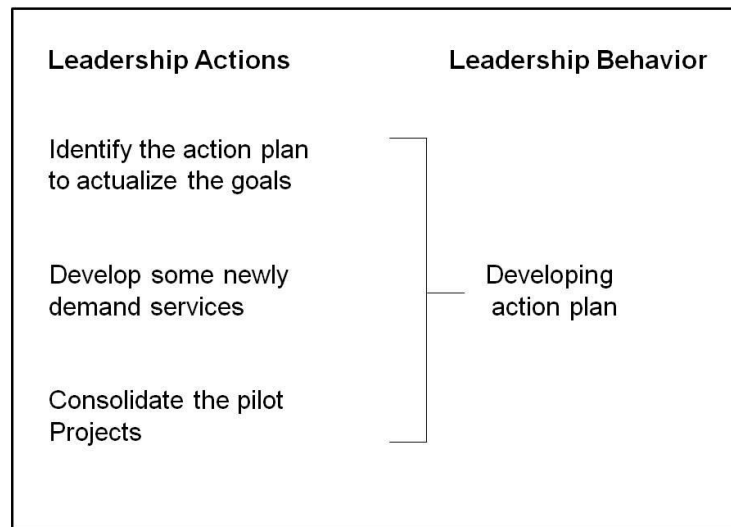 Leadership Actions
Leadership Behavior
Identify the action plan
to actualize the goals
Develop some newly
demand services
Developing
action plan
Consolidate the pilot
Projects